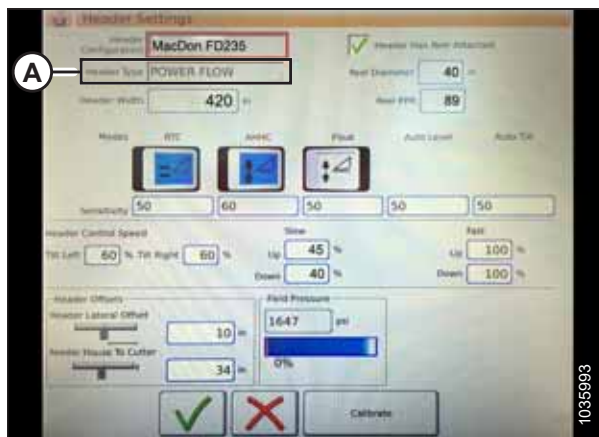 Header Settings
Header Configuration MacDon FD235
Header Has Reel Attached
A
Header Type POWER FLOW
Reel Diameter 40 in
Header Width 420 in
Reel PPR 89
Modes RTC AHHC Float Auto Level Auto Tilt
Sensitivity 50 60 50 50 50
Header Control Speed
Slow
Fast
Tilt Left 60 % Tilt Right 60 %
Up 45 %
Up 100 %
Down 40 %
Down 100 %
Header Offsets
Field Pressure
Header Lateral Offset
10 in
1647 psi
Feeder House To Cutter
34 in
0%
Calibrate
1035993